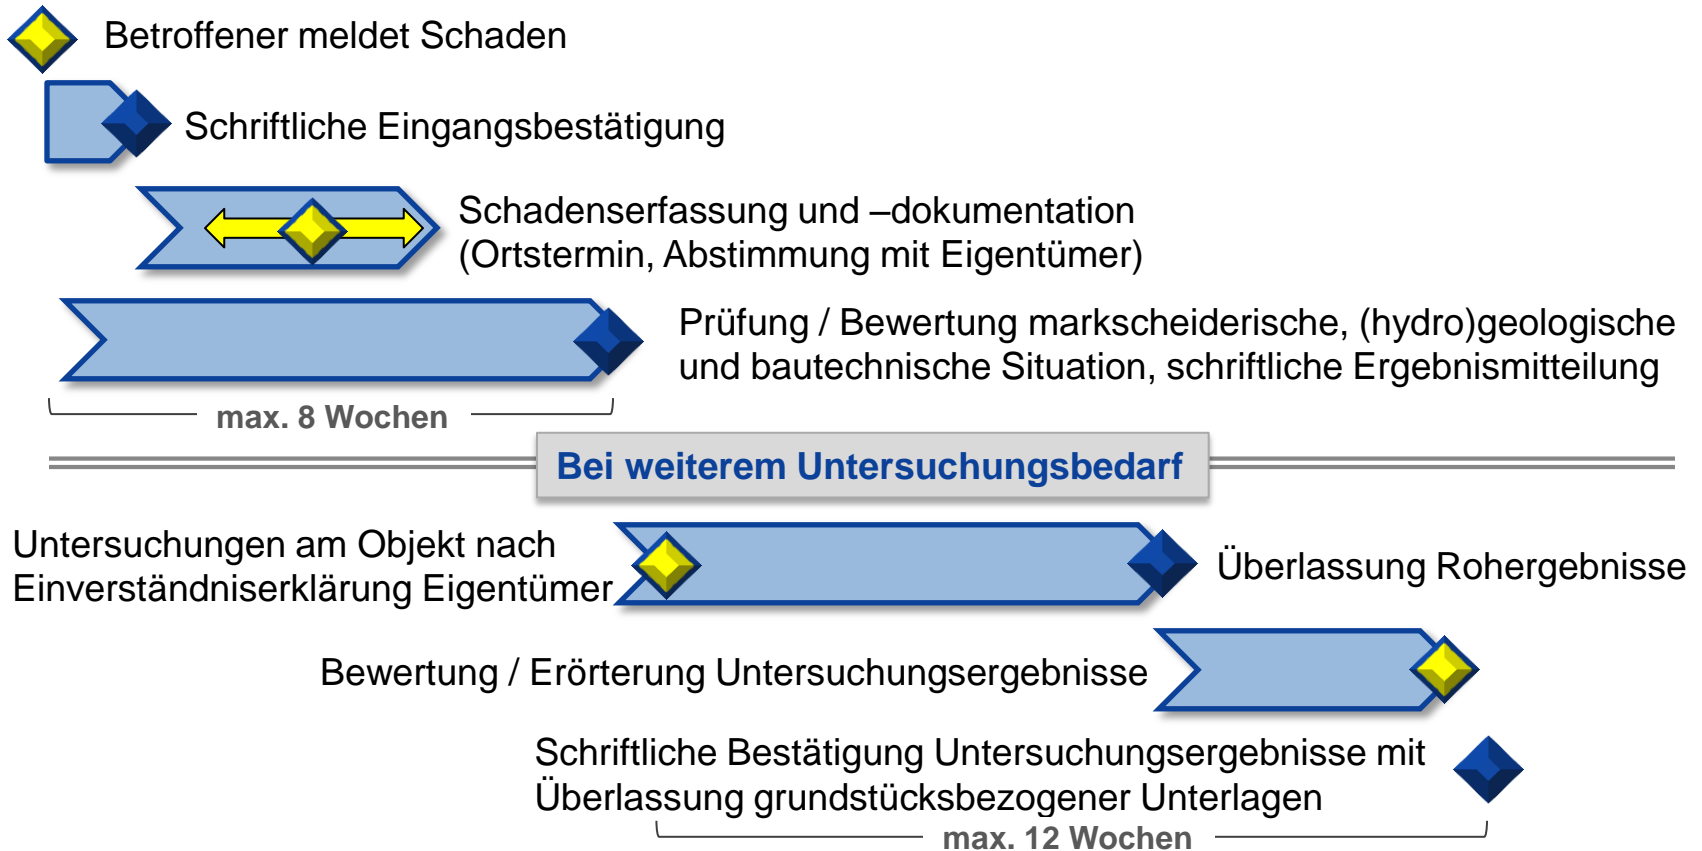 Betroffener meldet Schaden
Schriftliche Eingangsbestätigung
Schadenserfassung und –dokumentation
(Ortstermin, Abstimmung mit Eigentümer)
Prüfung / Bewertung markscheiderische, (hydro)geologische
und bautechnische Situation, schriftliche Ergebnismitteilung
max. 8 Wochen
Bei weiterem Untersuchungsbedarf
Untersuchungen am Objekt nach
Einverständniserklärung Eigentümer
Überlassung Rohergebnisse
Bewertung / Erörterung Untersuchungsergebnisse
Schriftliche Bestätigung Untersuchungsergebnisse mit
Überlassung grundstücksbezogener Unterlagen
max. 12 Wochen